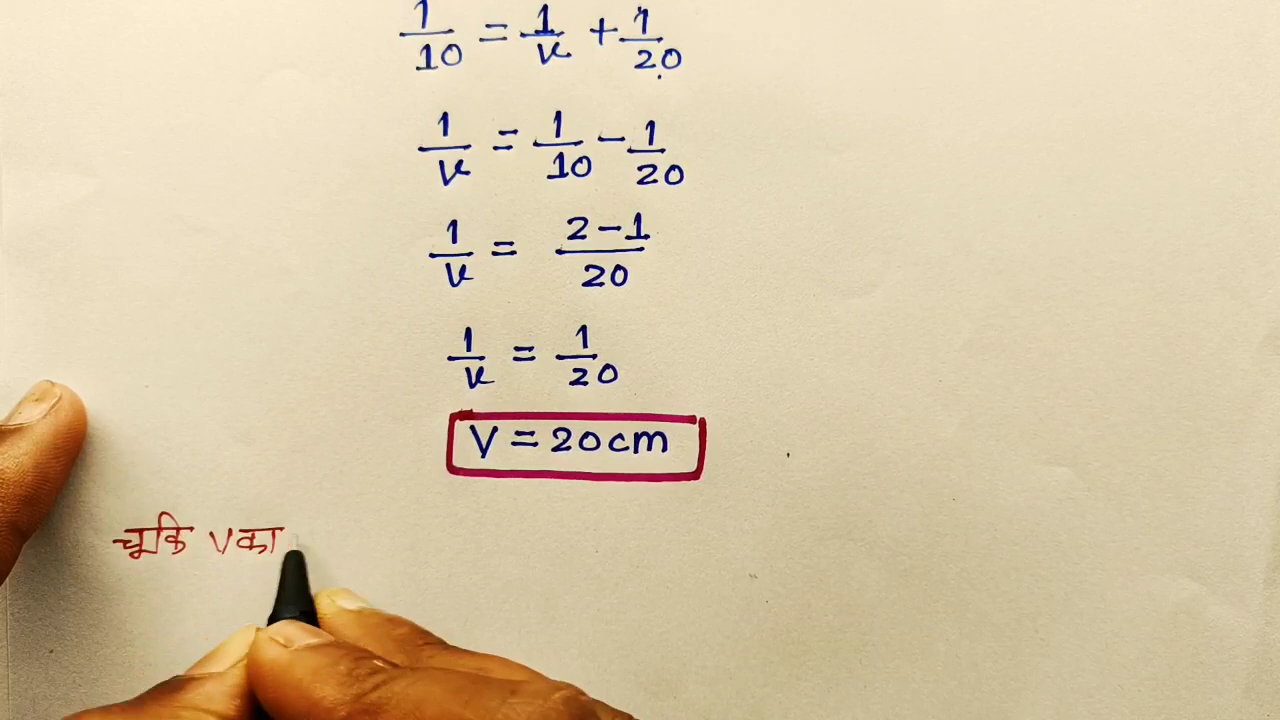 1/10 = 1/v + 1/20
1/v = 1/10 - 1/20
1/v = 2-1/20
1/v = 1/20
V = 20cm
चूकि V का